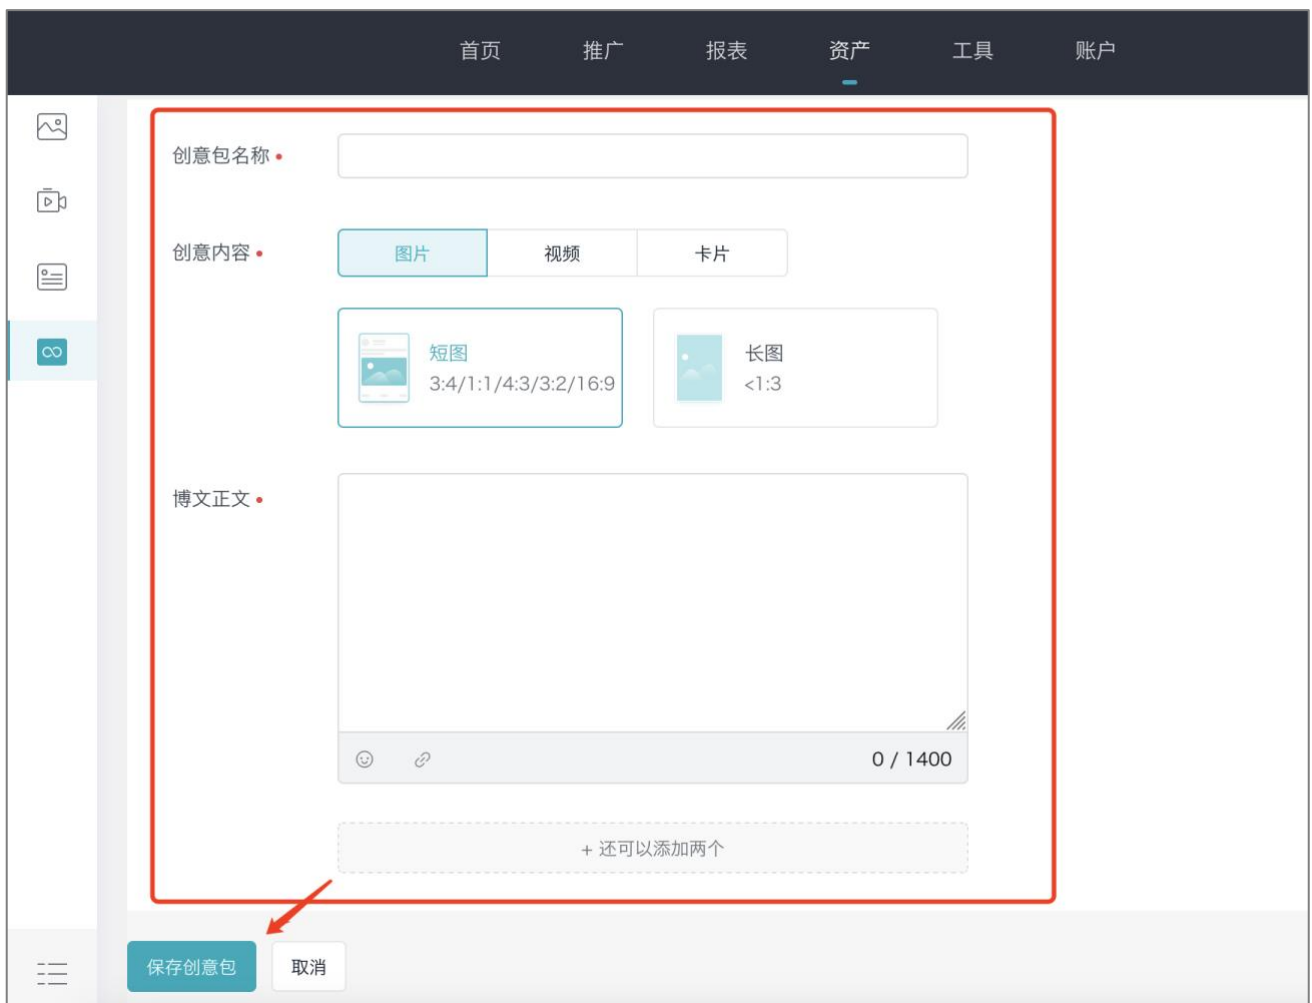 首页 推广 报表 资产 工具 账户
创意包名称
创意内容 图片 视频 卡片
短图 长图
3:4/1:1/4:3/3:2/16:9 <1:3
博文正文
0 / 1400
+ 还可以添加两个
保存创意包 取消